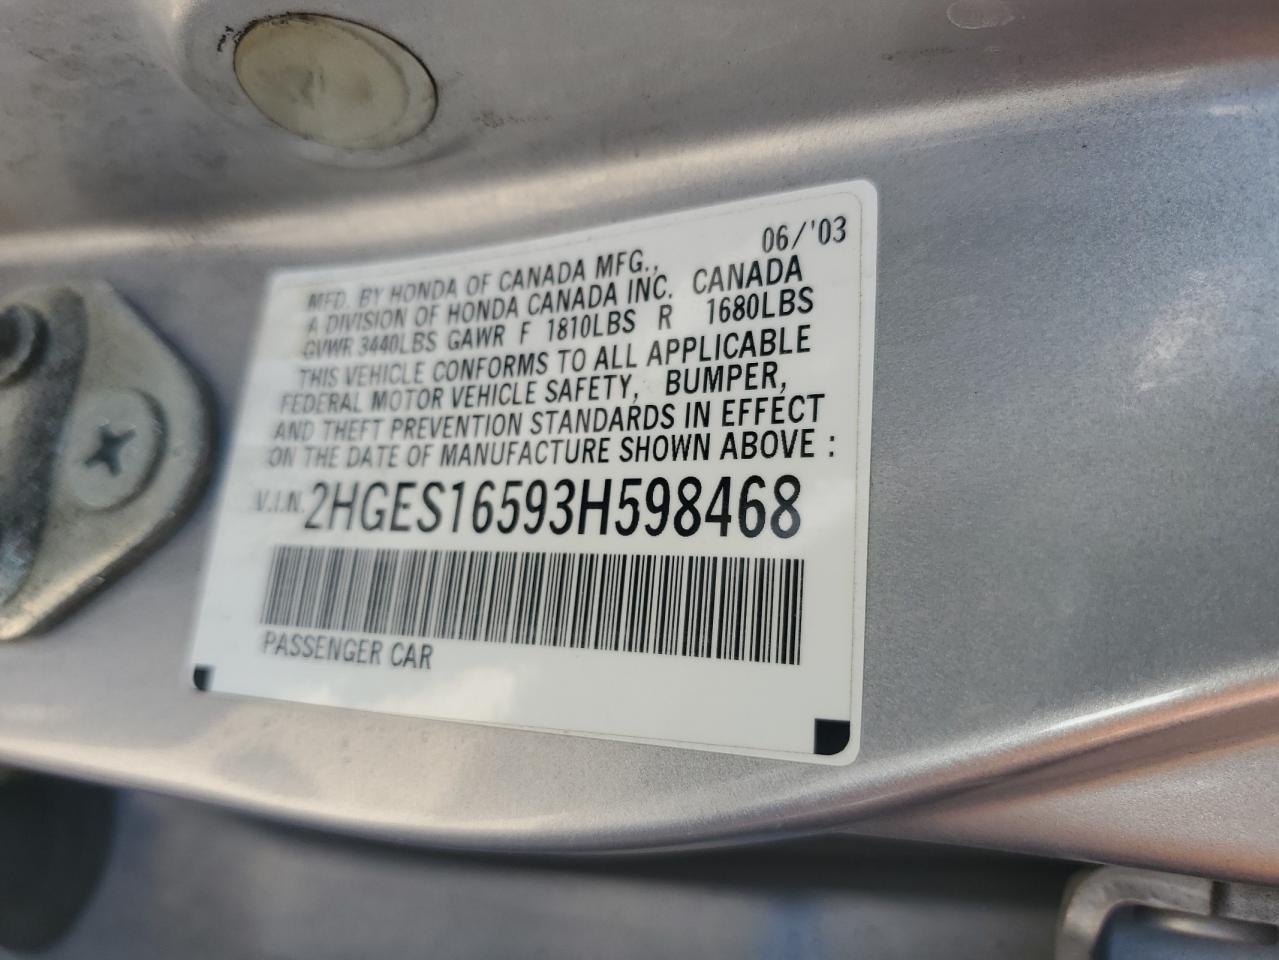 06/'03
MFD. BY HONDA OF CANADA MFG.,
A DIVISION OF HONDA CANADA INC. CANADA
GVWR 3440LBS GAWR F 1810LBS R 1680LBS
THIS VEHICLE CONFORMS TO ALL APPLICABLE
FEDERAL MOTOR VEHICLE SAFETY, BUMPER,
AND THEFT PREVENTION STANDARDS IN EFFECT
ON THE DATE OF MANUFACTURE SHOWN ABOVE :
V.I.N. 2HGES16593H598468
PASSENGER CAR